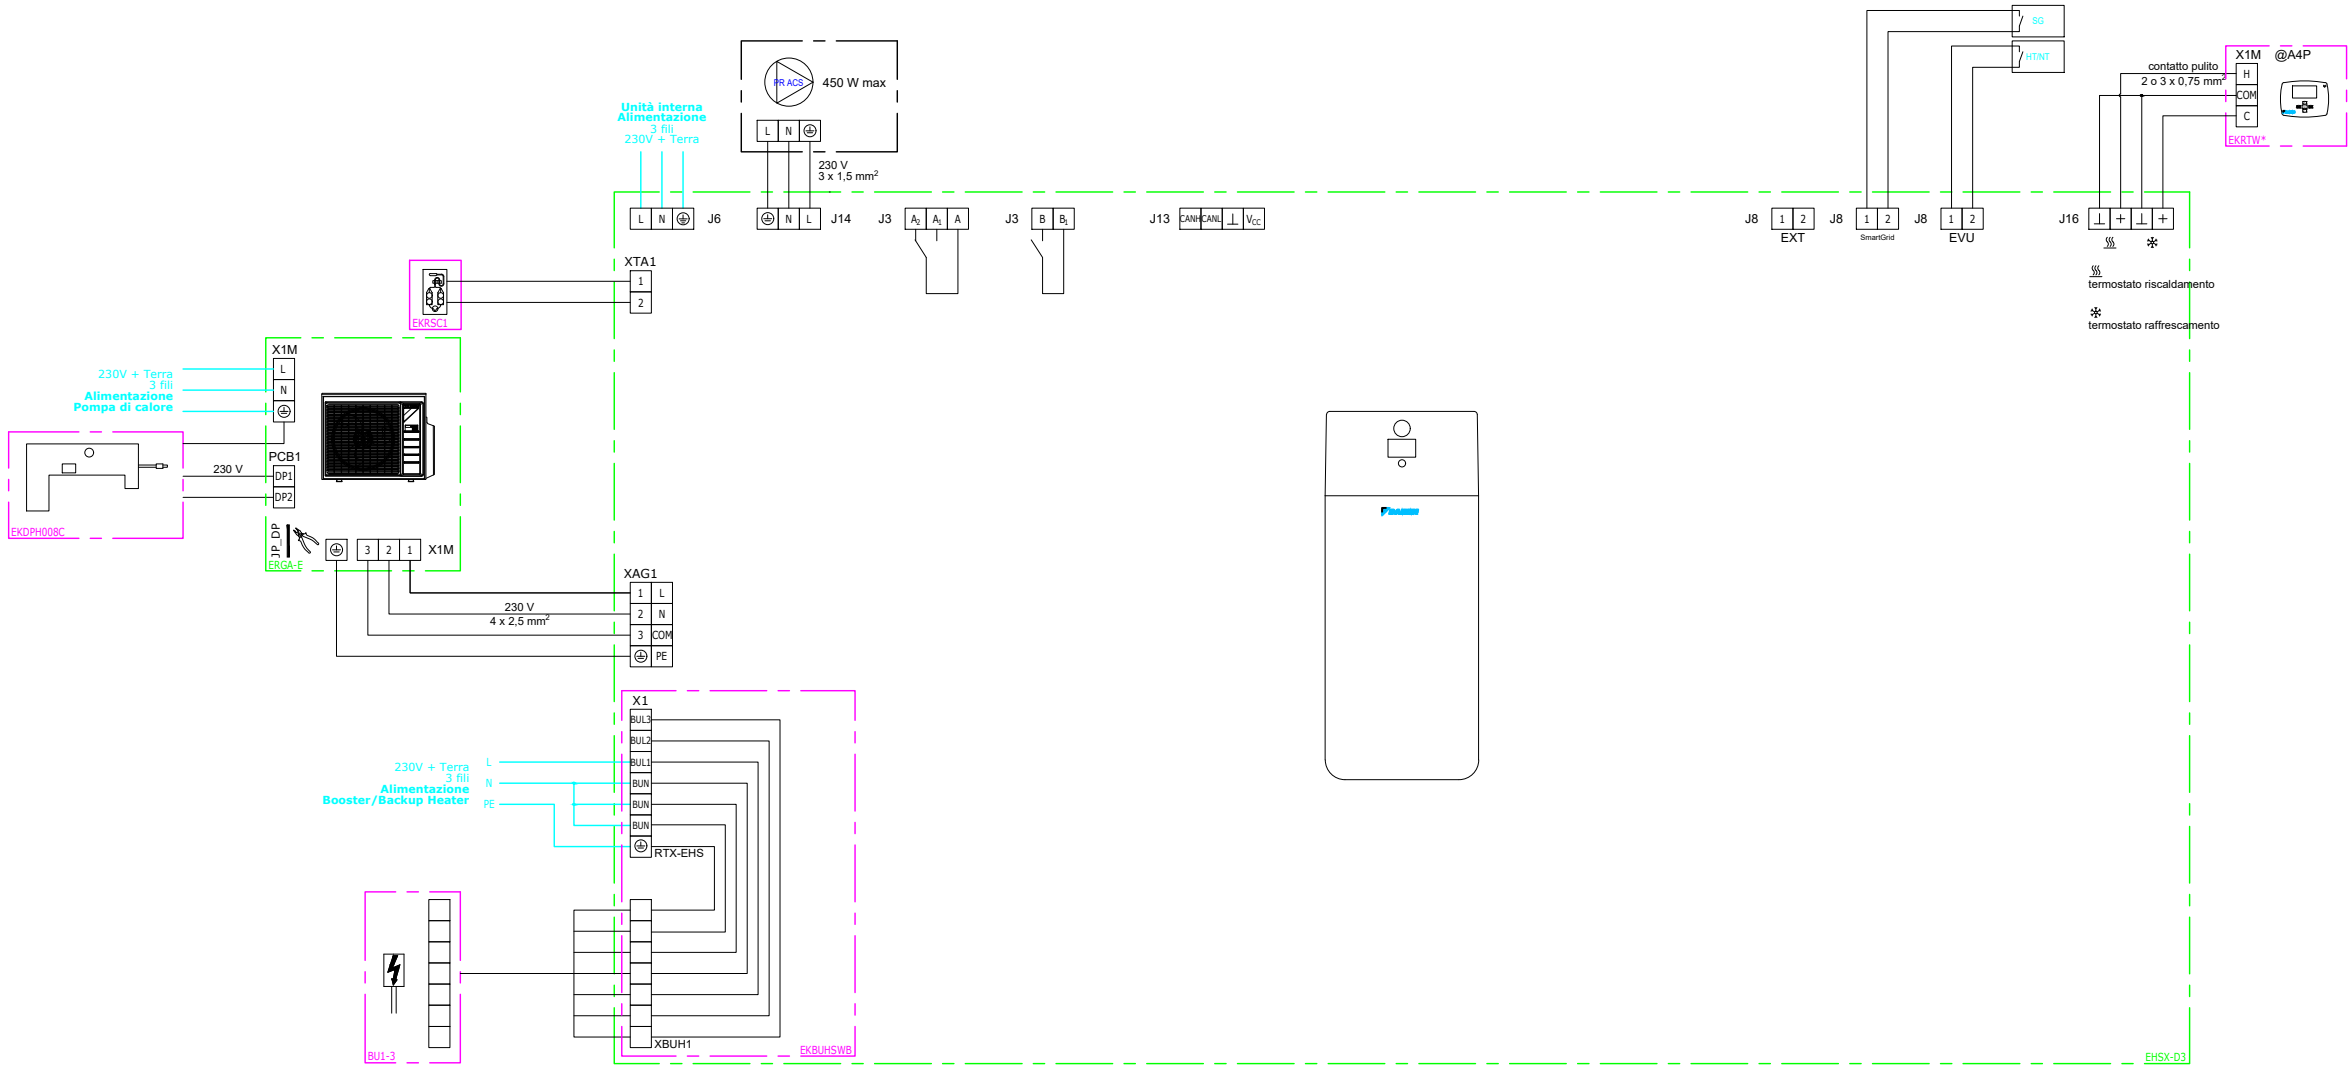 SG
HT/NT
X1M @A4P
contatto pulito
2 o 3 x 0,75 mm²
H
COM
C
EKRTW*
PR ACS
450 W max
L N
230 V
3 x 1,5 mm²
Unità interna
Alimentazione
3 fili
230V + Terra
L N J6
N L J14
J3 A₂ A₁ A
J3 B B₁
J13 CANH CANL ⊥ Vcc
J8 1 2
EXT
J8 1 2
SmartGrid
J8 1 2
EVU
J16 ⊥ + ⊥ +
termostato riscaldamento
termostato raffrescamento
XTA1
1
2
EKRSC1
X1M
L
N
230V + Terra
3 fili
Alimentazione
Pompa di calore
PCB1
DP1
DP2
230 V
EKDPH008C
JP_DP
3 2 1 X1M
ERGA-E
XAG1
1 L
2 N
3 COM
PE
230 V
4 x 2,5 mm²
DAIKIN
X1
BUL3
BUL2
BUL1
BUN
BUN
BUN
RTX-EHS
230V + Terra
3 fili
Alimentazione
Booster/Backup Heater
L
N
PE
XBUH1
EKBUHSWB
BU1-3
EHSX-D3